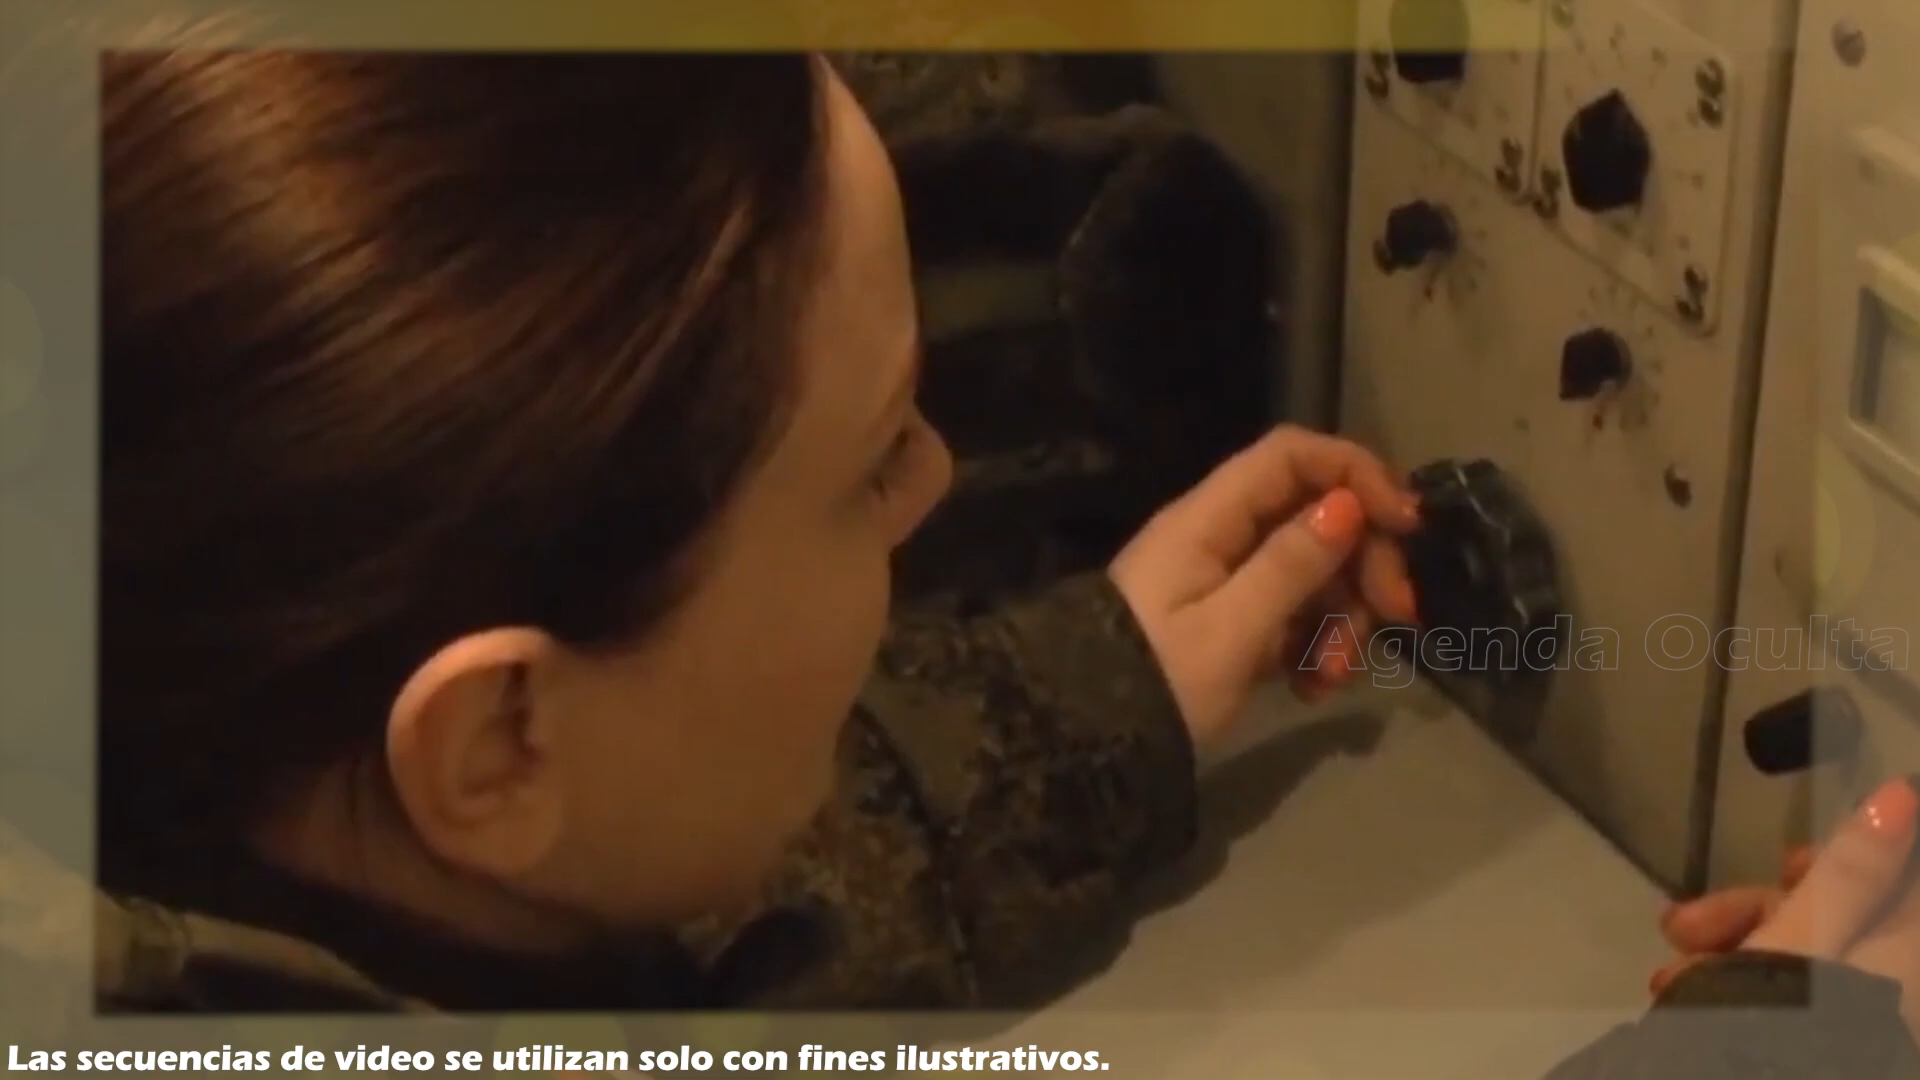 Agenda Oculta
Las secuencias de video se utilizan solo con fines ilustrativos.